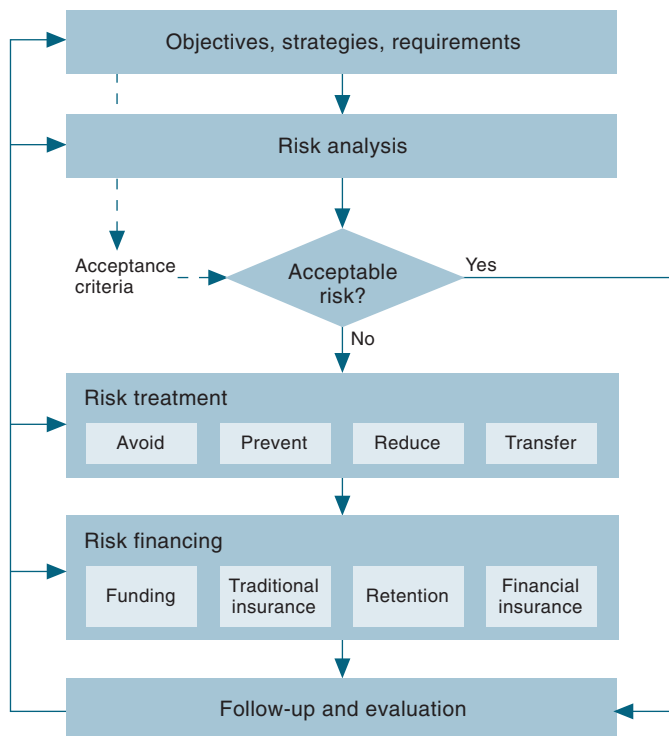 Objectives, strategies, requirements
Risk analysis
Acceptance
criteria
Acceptable
risk?
Yes
No
Risk treatment
Avoid
Prevent
Reduce
Transfer
Risk financing
Funding
Traditional
insurance
Retention
Financial
insurance
Follow-up and evaluation